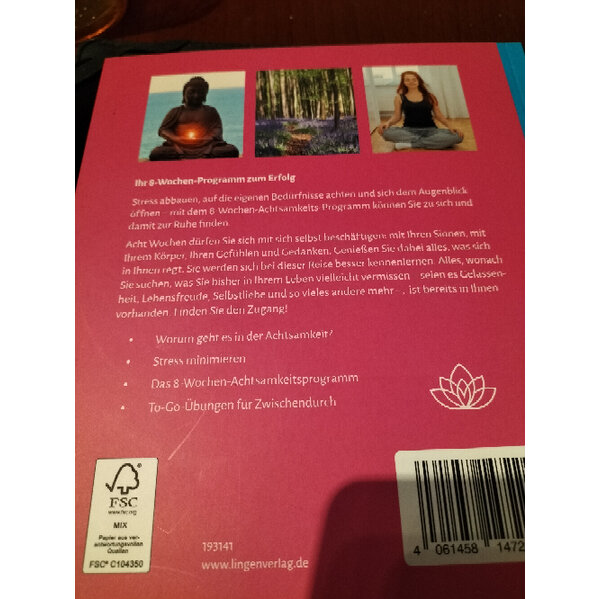 Ihr 8-Wochen-Programm zum Erfolg
Stress abbauen, auf die eigenen Bedürfnisse achten und sich dem Augenblick
öffnen – mit dem 8-Wochen-Achtsamkeits-Programm können Sie zu sich und
damit zur Ruhe finden.
Acht Wochen dürfen Sie sich mit sich selbst beschäftigen: mit Ihren Sinnen, mit
Ihrem Körper, Ihren Gefühlen und Gedanken. Genießen Sie dabei alles, was sich
in Ihnen regt. Sie werden sich bei dieser Reise besser kennenlernen. Alles, wonach
Sie suchen, was Sie bisher in Ihrem Leben vielleicht vermissen – seien es Gelassen-
heit, Lebensfreude, Selbstliebe und so vieles andere mehr – , ist bereits in Ihnen
vorhanden. Finden Sie den Zugang!
• Worum geht es in der Achtsamkeit?
• Stress minimieren
• Das 8-Wochen-Achtsamkeitsprogramm
• To-Go-Übungen für Zwischendurch
FSC
www.fsc.org
MIX
Papier aus ver-
antwortungsvollen
Quellen
FSC® C104350
193141
www.lingenverlag.de
4 061458 1472